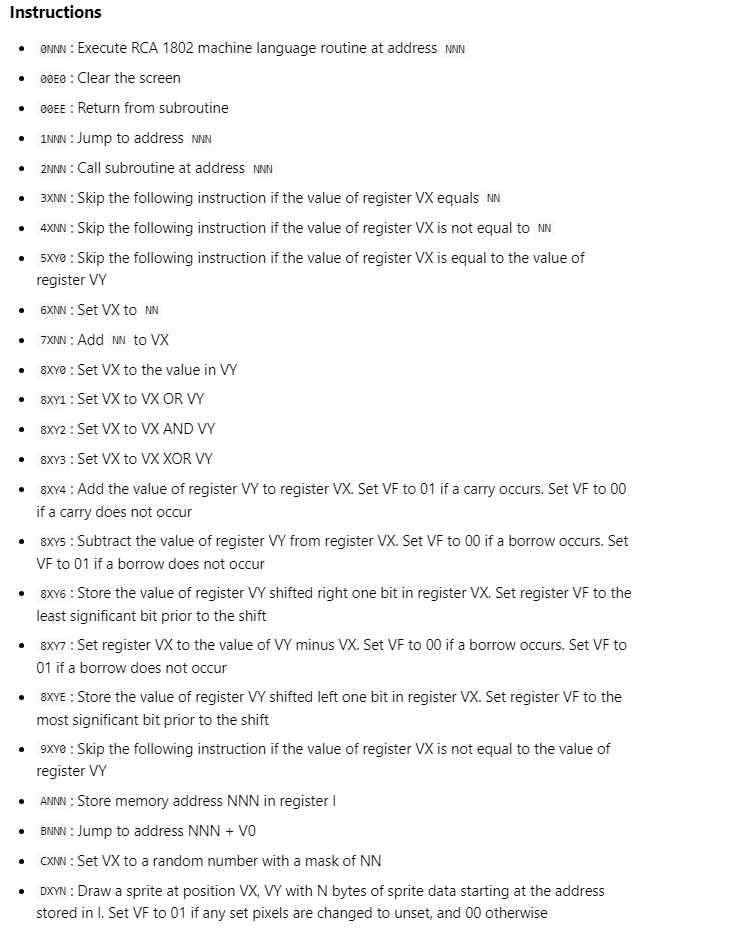 Instructions
0NNN : Execute RCA 1802 machine language routine at address NNN
00E0 : Clear the screen
00EE : Return from subroutine
1NNN : Jump to address NNN
2NNN : Call subroutine at address NNN
3XNN : Skip the following instruction if the value of register VX equals NN
4XNN : Skip the following instruction if the value of register VX is not equal to NN
5XY0 : Skip the following instruction if the value of register VX is equal to the value of
register VY
6XNN : Set VX to NN
7XNN : Add NN to VX
8XY0 : Set VX to the value in VY
8XY1 : Set VX to VX OR VY
8XY2 : Set VX to VX AND VY
8XY3 : Set VX to VX XOR VY
8XY4 : Add the value of register VY to register VX. Set VF to 01 if a carry occurs. Set VF to 00
if a carry does not occur
8XY5 : Subtract the value of register VY from register VX. Set VF to 00 if a borrow occurs. Set
VF to 01 if a borrow does not occur
8XY6 : Store the value of register VY shifted right one bit in register VX. Set register VF to the
least significant bit prior to the shift
8XY7 : Set register VX to the value of VY minus VX. Set VF to 00 if a borrow occurs. Set VF to
01 if a borrow does not occur
8XYE : Store the value of register VY shifted left one bit in register VX. Set register VF to the
most significant bit prior to the shift
9XY0 : Skip the following instruction if the value of register VX is not equal to the value of
register VY
ANNN : Store memory address NNN in register I
BNNN : Jump to address NNN + V0
CXNN : Set VX to a random number with a mask of NN
DXYN : Draw a sprite at position VX, VY with N bytes of sprite data starting at the address
stored in I. Set VF to 01 if any set pixels are changed to unset, and 00 otherwise